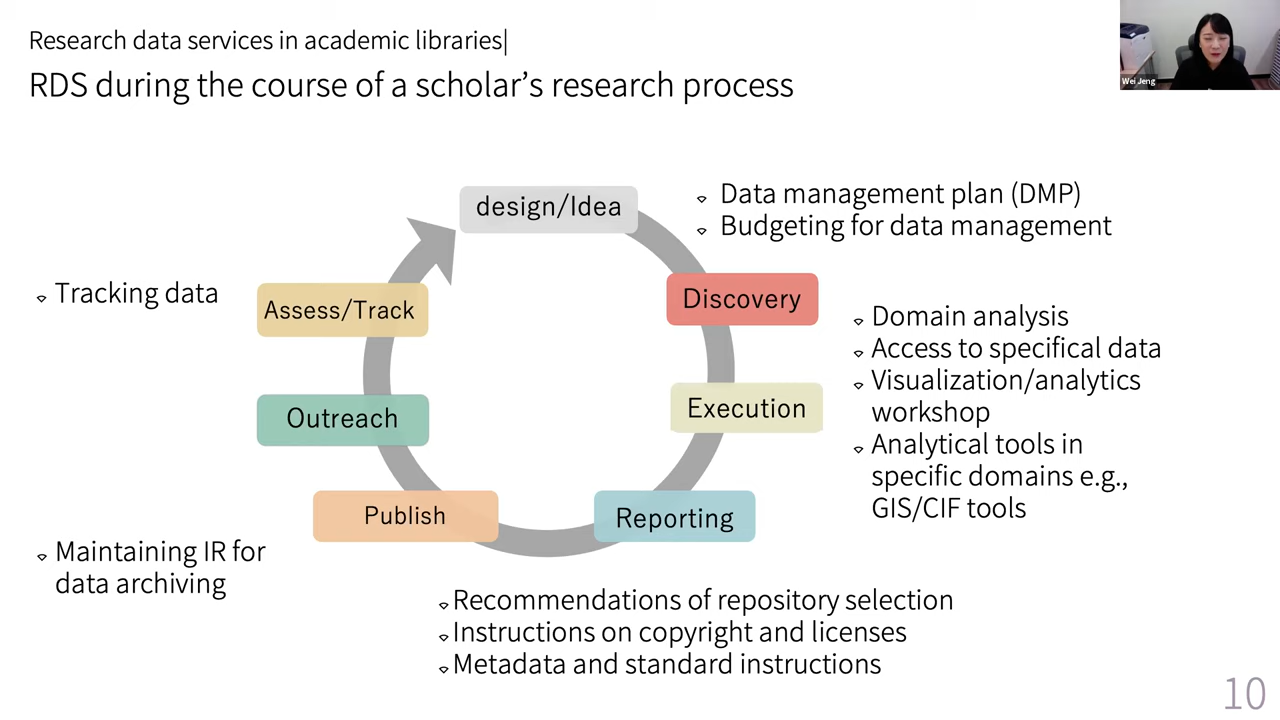 Research data services in academic libraries|
RDS during the course of a scholar’s research process
Wei Jeng
design/Idea
Data management plan (DMP)
Budgeting for data management
Discovery
Domain analysis
Access to specifical data
Visualization/analytics
workshop
Analytical tools in
specific domains e.g.,
GIS/CIF tools
Execution
Reporting
Recommendations of repository selection
Instructions on copyright and licenses
Metadata and standard instructions
Publish
Maintaining IR for
data archiving
Outreach
Assess/Track
Tracking data
10